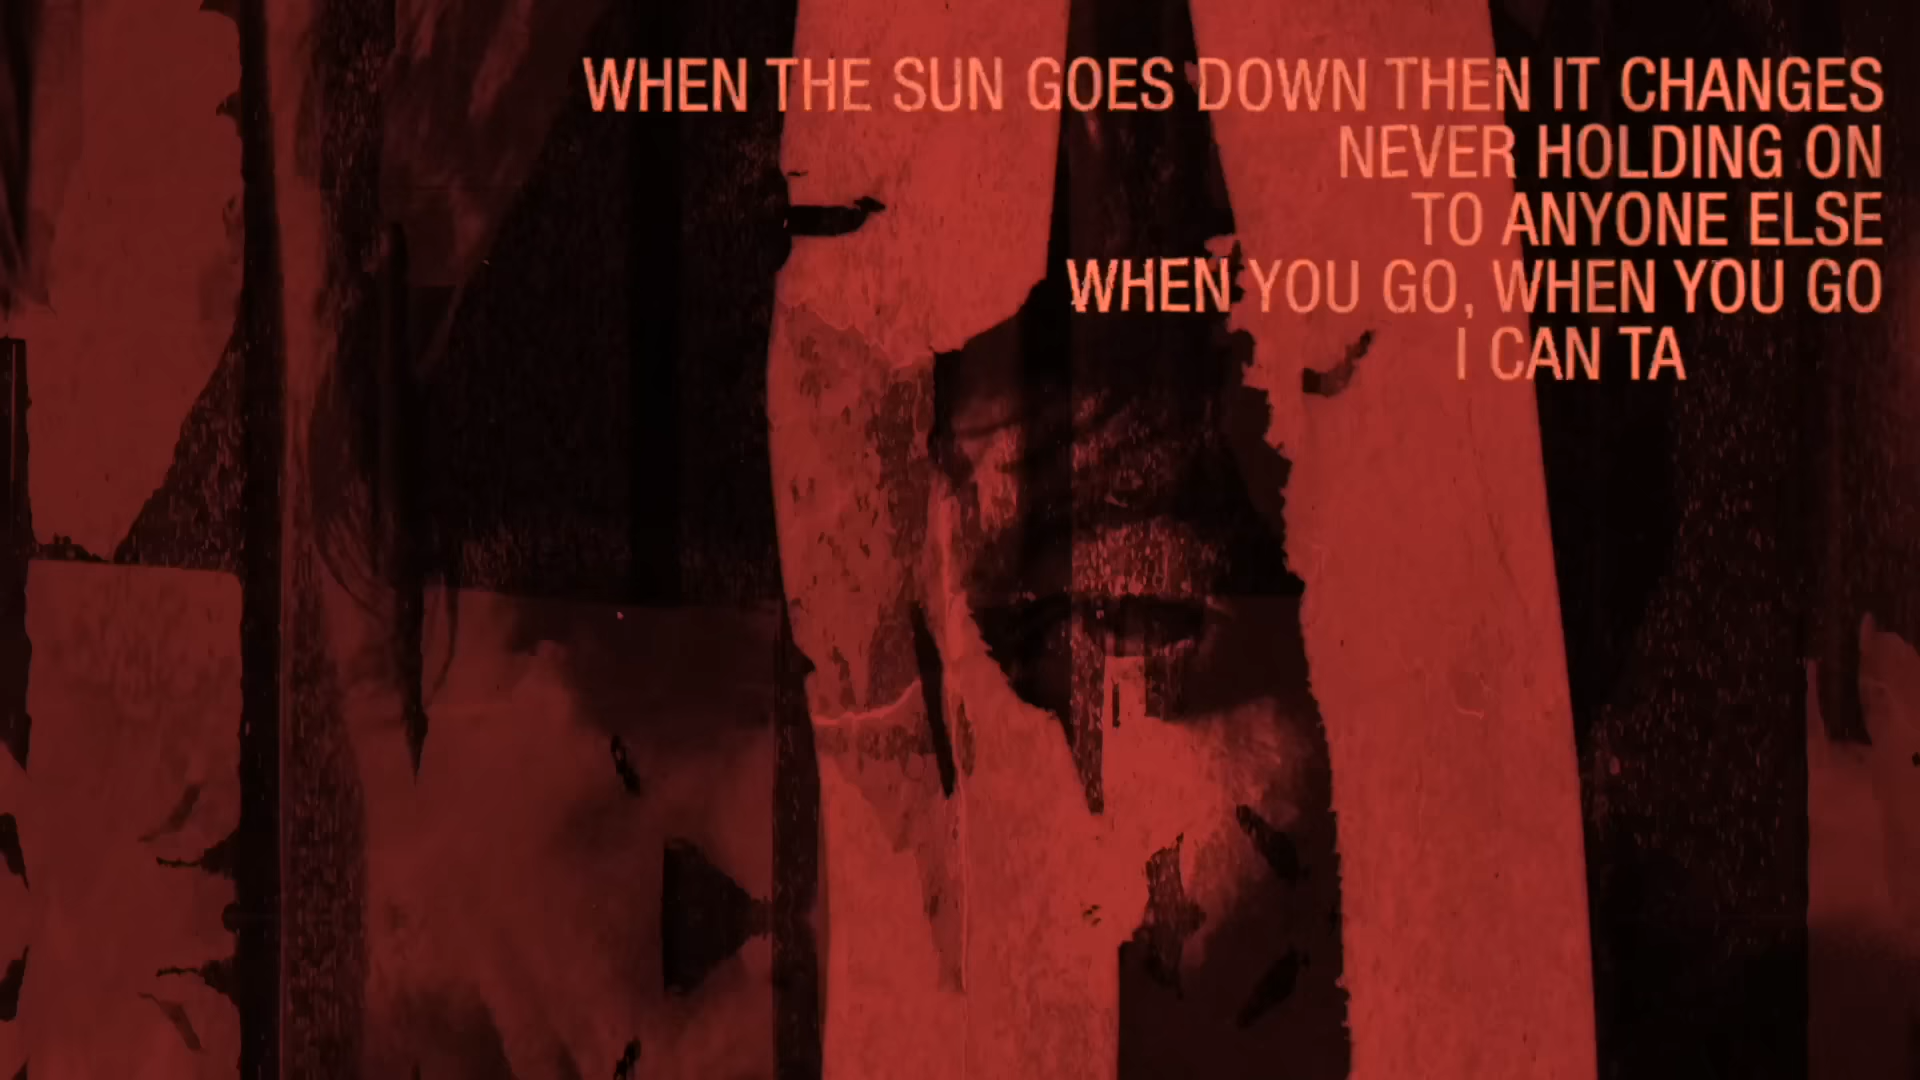 WHEN THE SUN GOES DOWN THEN IT CHANGES
NEVER HOLDING ON
TO ANYONE ELSE
WHEN YOU GO, WHEN YOU GO
I CAN TA